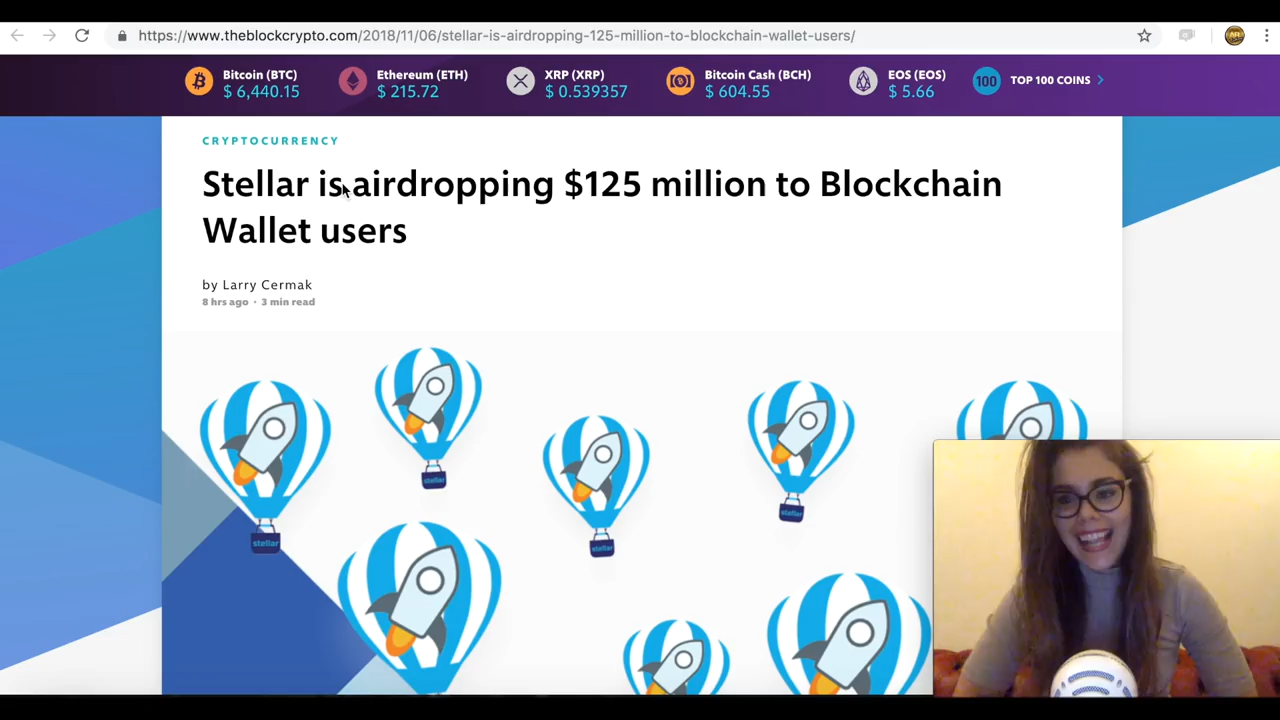 https://www.theblockcrypto.com/2018/11/06/stellar-is-airdropping-125-million-to-blockchain-wallet-users/
Bitcoin (BTC)
$ 6,440.15
Ethereum (ETH)
$ 215.72
XRP (XRP)
$ 0.539357
Bitcoin Cash (BCH)
$ 604.55
EOS (EOS)
$ 5.66
100
TOP 100 COINS
CRYPTOCURRENCY
Stellar is airdropping $125 million to Blockchain
Wallet users
by Larry Cermak
8 hrs ago · 3 min read
stellar
stellar
stellar
stellar